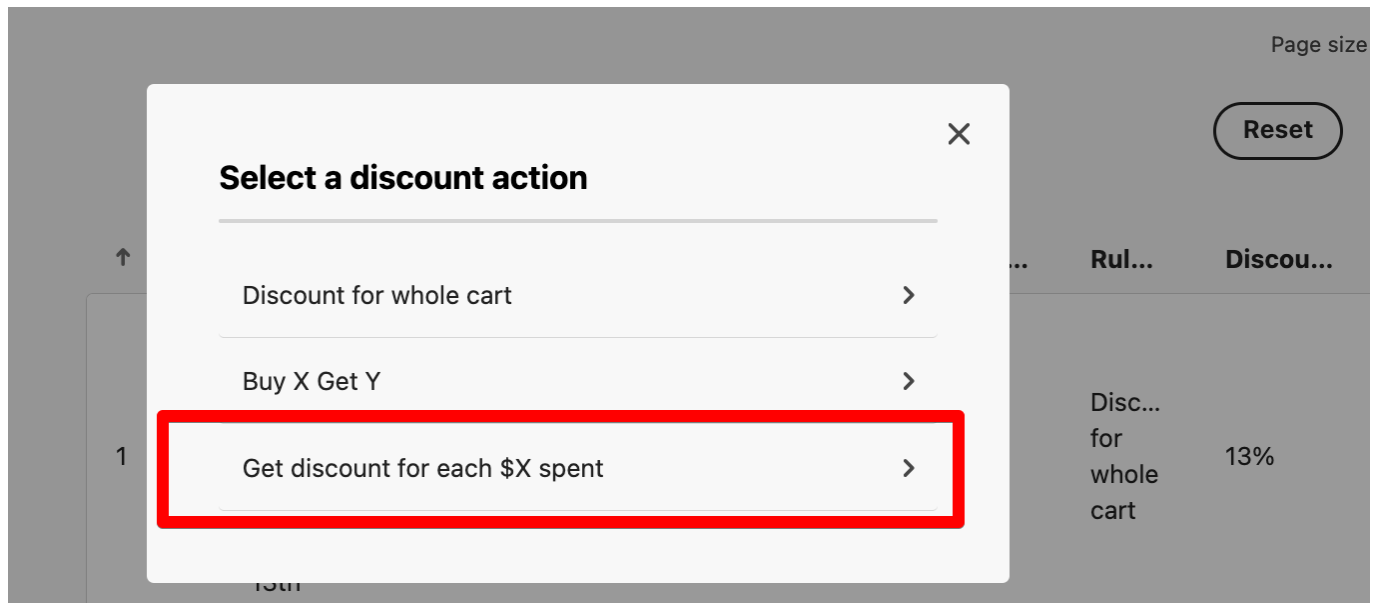 Page size
Reset
Select a discount action
Rul...
Discou...
Discount for whole cart
Buy X Get Y
Disc...
for
whole
cart
1
13%
Get discount for each $X spent
13th